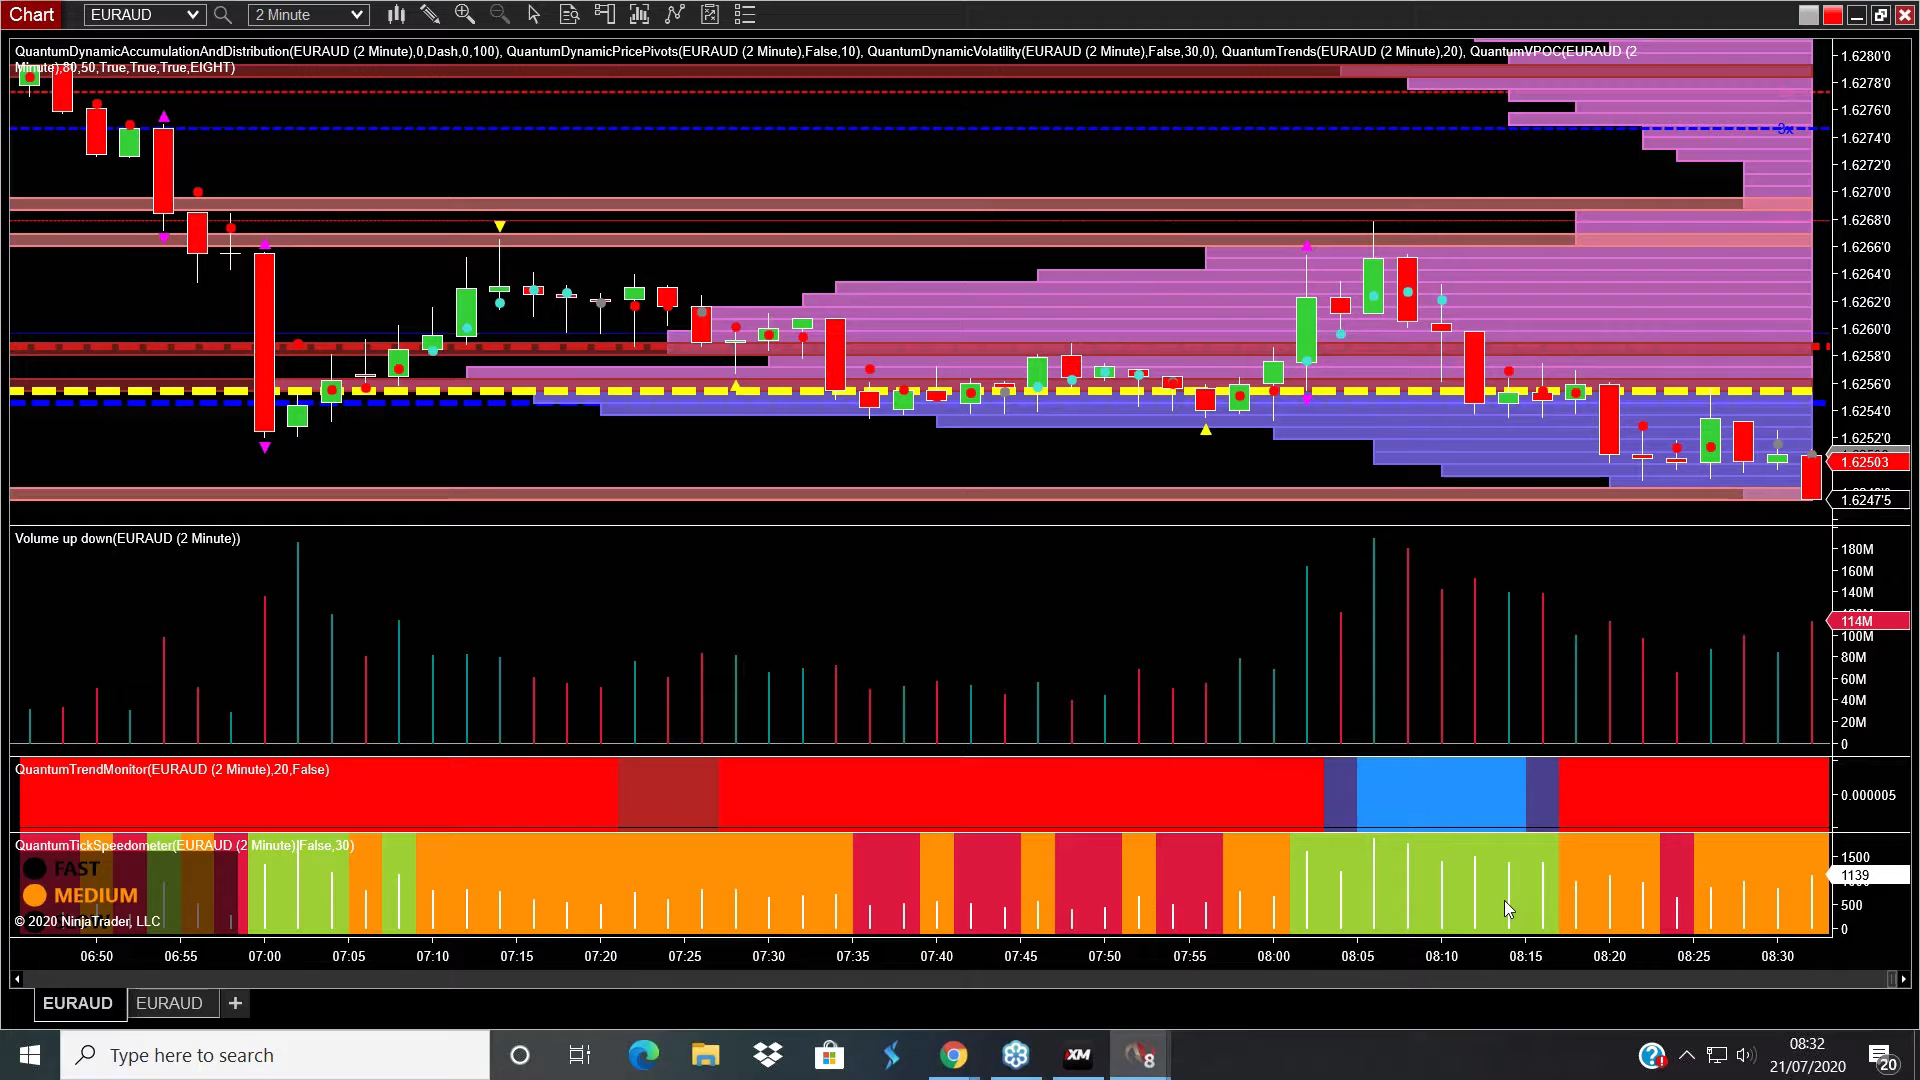 Chart
EURAUD
2 Minute
QuantumDynamicAccumulationAndDistribution(EURAUD (2 Minute),0,Dash,0,100), QuantumDynamicPricePivots(EURAUD (2 Minute),False,10), QuantumDynamicVolatility(EURAUD (2 Minute),False,30,0), QuantumTrends(EURAUD (2 Minute),20), QuantumVPOC(EURAUD (2
Minute),80,50,True,True,True,EIGHT)
1.6280'0
1.6278'0
1.6276'0
1.6274'0
1.6272'0
1.6270'0
1.6268'0
1.6266'0
1.6264'0
1.6262'0
1.6260'0
1.6258'0
1.6256'0
1.6254'0
1.6252'0
1.62503
1.6247'5
3x
Volume up down(EURAUD (2 Minute))
180M
160M
140M
114M
100M
80M
60M
40M
20M
0
QuantumTrendMonitor(EURAUD (2 Minute),20,False)
0.000005
QuantumTickSpeedometer(EURAUD (2 Minute),False,30)
FAST
MEDIUM
© 2020 NinjaTrader, LLC
1500
1139
500
0
06:50 06:55 07:00 07:05 07:10 07:15 07:20 07:25 07:30 07:35 07:40 07:45 07:50 07:55 08:00 08:05 08:10 08:15 08:20 08:25 08:30
EURAUD EURAUD +
Type here to search
XM
8
08:32
21/07/2020
20